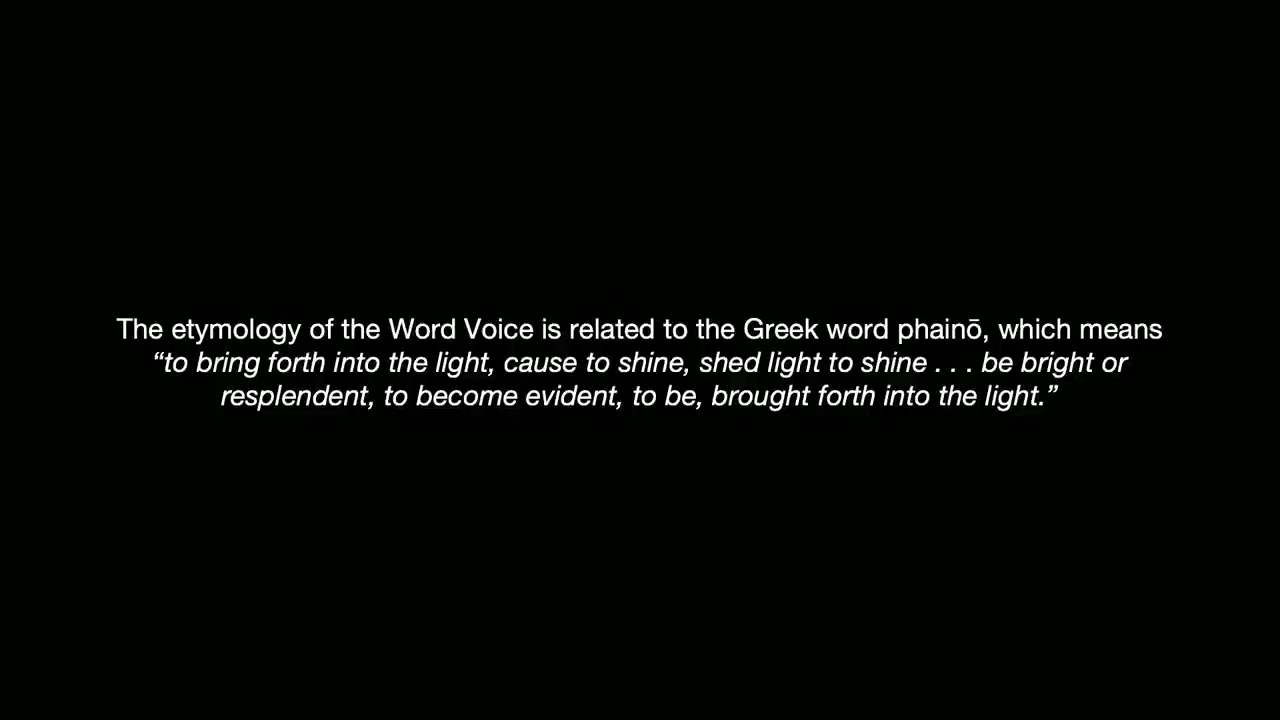 The etymology of the Word Voice is related to the Greek word phainō, which means
“to bring forth into the light, cause to shine, shed light to shine . . . be bright or
resplendent, to become evident, to be, brought forth into the light.”